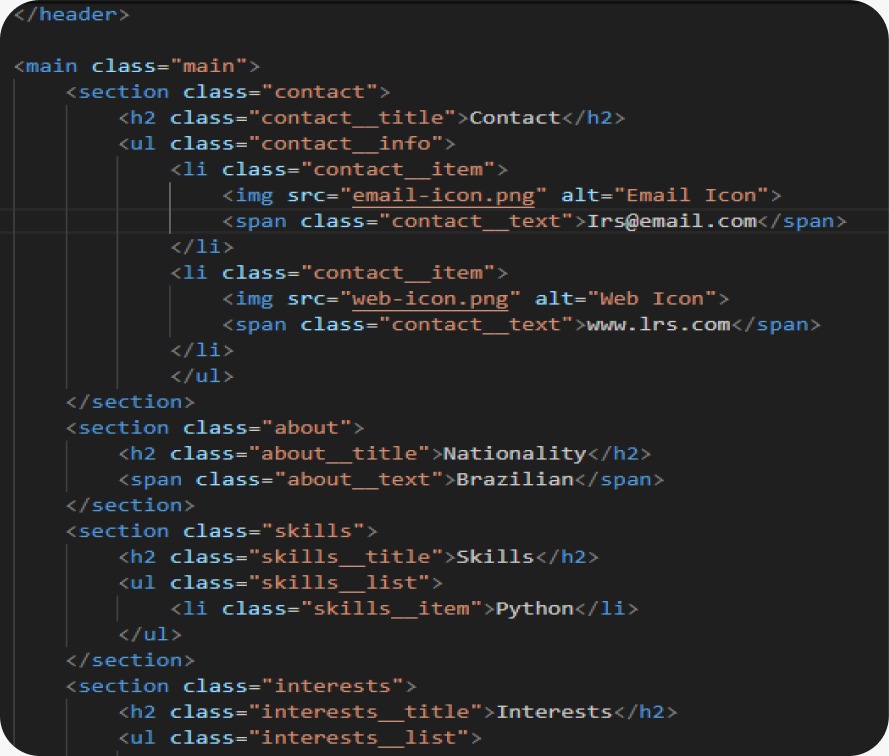 </header>
<main class="main">
<section class="contact">
<h2 class="contact__title">Contact</h2>
<ul class="contact__info">
<li class="contact__item">
<img src="email-icon.png" alt="Email Icon">
<span class="contact__text">Irs@email.com</span>
</li>
<li class="contact__item">
<img src="web-icon.png" alt="Web Icon">
<span class="contact__text">www.lrs.com</span>
</li>
</ul>
</section>
<section class="about">
<h2 class="about__title">Nationality</h2>
<span class="about__text">Brazilian</span>
</section>
<section class="skills">
<h2 class="skills__title">Skills</h2>
<ul class="skills__list">
<li class="skills__item">Python</li>
</ul>
</section>
<section class="interests">
<h2 class="interests__title">Interests</h2>
<ul class="interests__list">